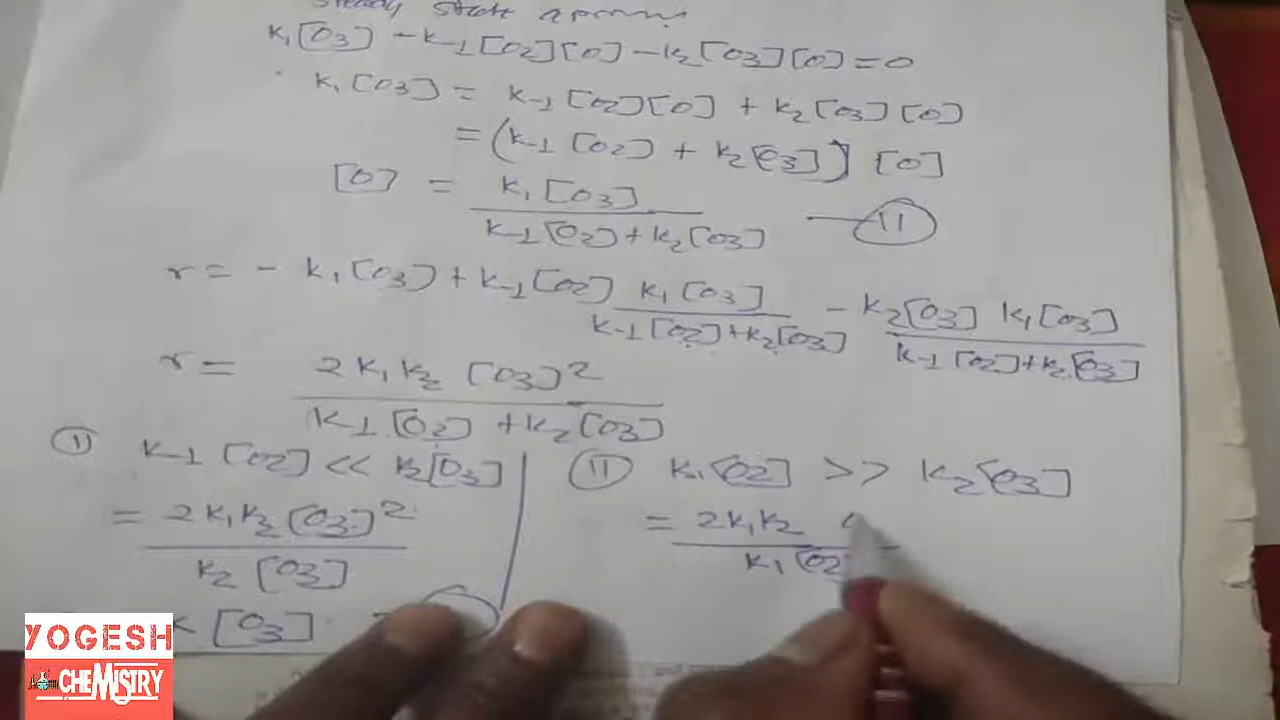 steady state
k₁[O₃] - k-1[O₂][O] - k₂[O₃][O] = 0
k₁[O₃] = k-1[O₂][O] + k₂[O₃][O]
= (k-1[O₂] + k₂[O₃])[O]
[O] = k₁[O₃] / k-1[O₂] + k₂[O₃] — II
r = - k₁[O₃] + k-1[O₂] k₁[O₃] / k-1[O₂] + k₂[O₃] - k₂[O₃] k₁[O₃] / k-1[O₂] + k₂[O₃]
r = 2k₁k₂[O₃]² / k-1[O₂] + k₂[O₃]
I k-1[O₂] << k₂[O₃]
= 2k₁k₂[O₃]² / k₂[O₃]
k[O₃]
II k₁[O₂] >> k₂[O₃]
= 2k₁k₂ / k₁[O₂
YOGESH
CHEMISTRY